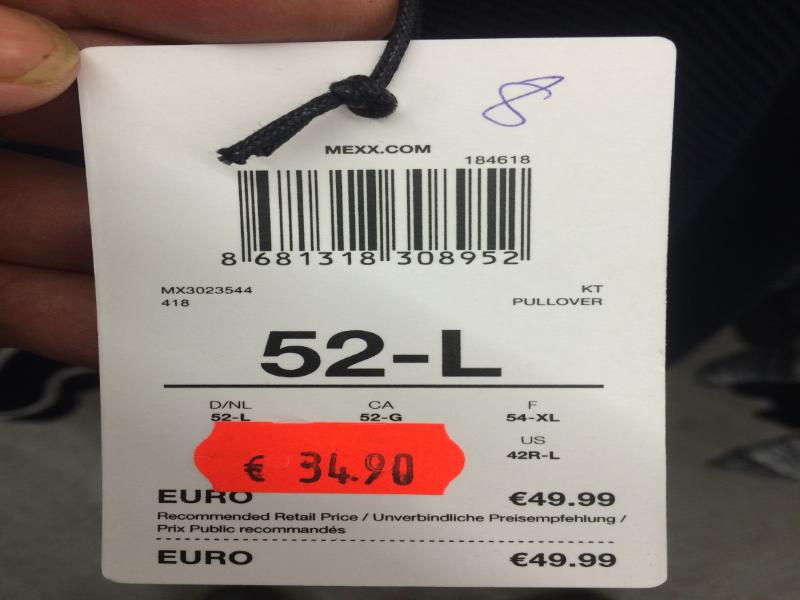 8
MEXX.COM
184618
8 681318 308952
MX3023544 KT
418 PULLOVER
52-L
D/NL CA F
52-L 52-G 54-XL
US
42R-L
€ 34.90
EURO €49.99
Recommended Retail Price / Unverbindliche Preisempfehlung /
Prix Public recommandés
EURO €49.99